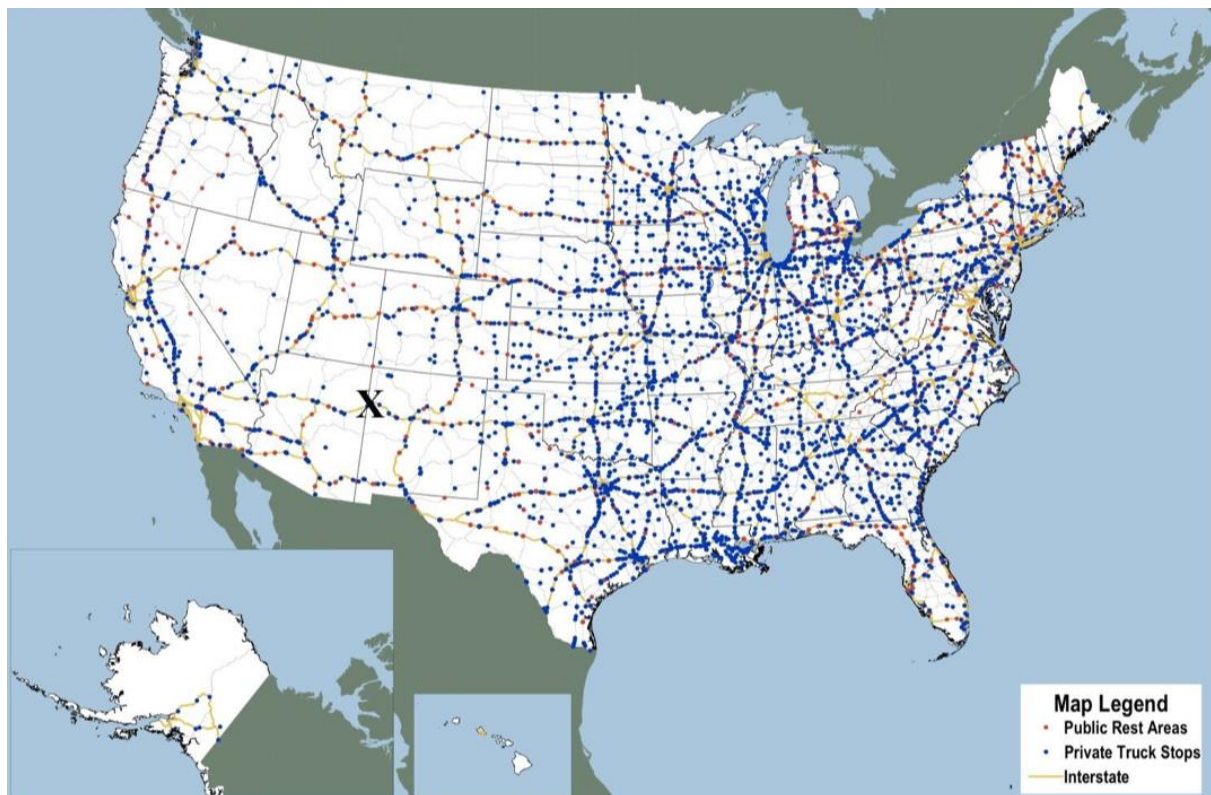 X
Map Legend
Public Rest Areas
Private Truck Stops
Interstate